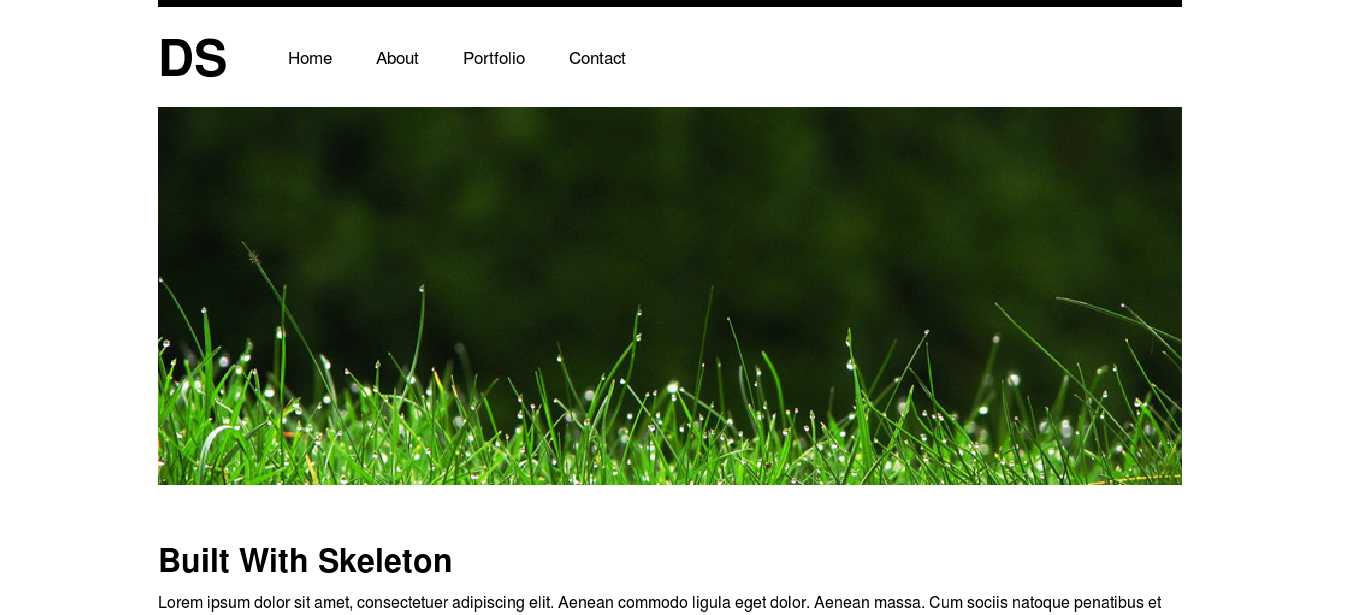 DS
Home About Portfolio Contact
Built With Skeleton
Lorem ipsum dolor sit amet, consectetuer adipiscing elit. Aenean commodo ligula eget dolor. Aenean massa. Cum sociis natoque penatibus et